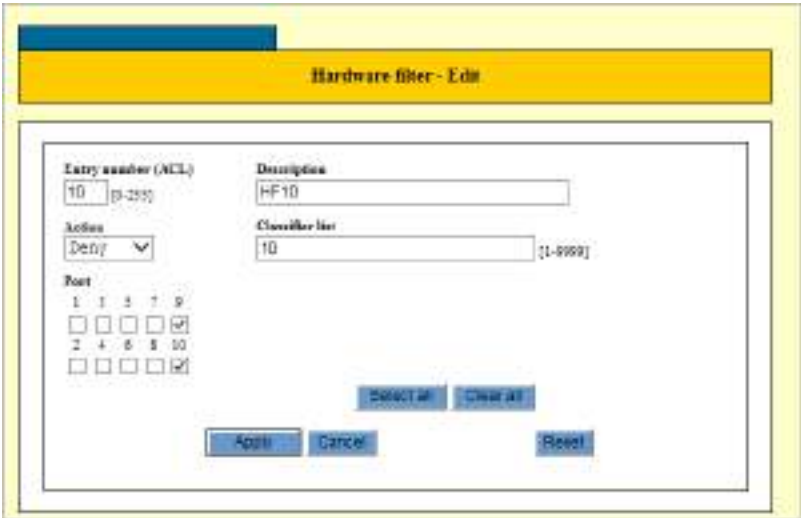 Hardware filter - Edit
Entry number (ACL) Description
10 [0-255] HF10
Action Classifier list
Deny 10 [1-9999]
Port
1 3 5 7 9
2 4 6 8 10
Select all Clear all
Apply Cancel Reset